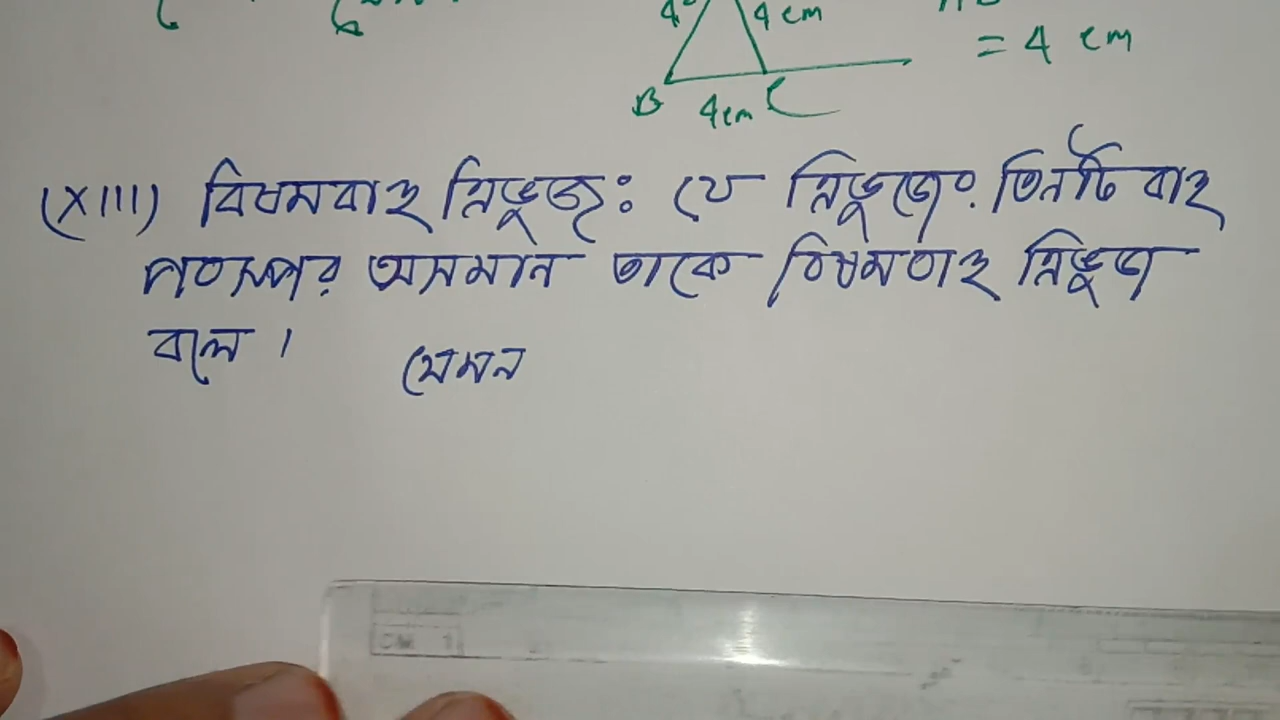 4 cm
= 4 cm
B 4cm C
(XIII) বিষমবাহু ত্রিভুজ: যে ত্রিভুজের তিনটি বাহু
পরস্পর অসমান তাকে বিষমবাহু ত্রিভুজ
বলে। যেমন
CM 1